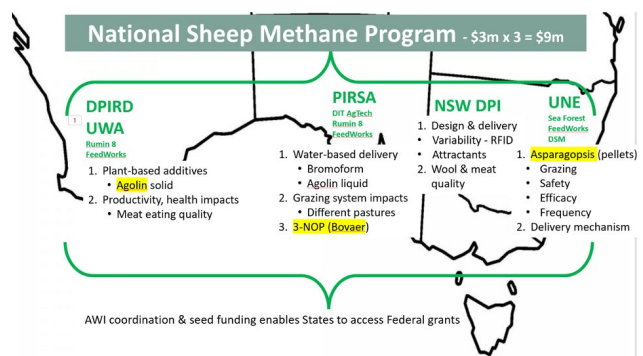 National Sheep Methane Program - $3m x 3 = $9m
1
DPIRD
UWA
Rumin 8
FeedWorks
1. Plant-based additives
• Agolin solid
2. Productivity, health impacts
• Meat eating quality
PIRSA
DIT AgTech
Rumin 8
FeedWorks
1. Water-based delivery
• Bromoform
• Agolin liquid
2. Grazing system impacts
• Different pastures
3. 3-NOP (Bovaer)
NSW DPI
1. Design & delivery
• Variability - RFID
• Attractants
2. Wool & meat
quality
UNE
Sea Forest
FeedWorks
DSM
1. Asparagopsis (pellets)
• Grazing
• Safety
• Efficacy
• Frequency
2. Delivery mechanism
AWI coordination & seed funding enables States to access Federal grants